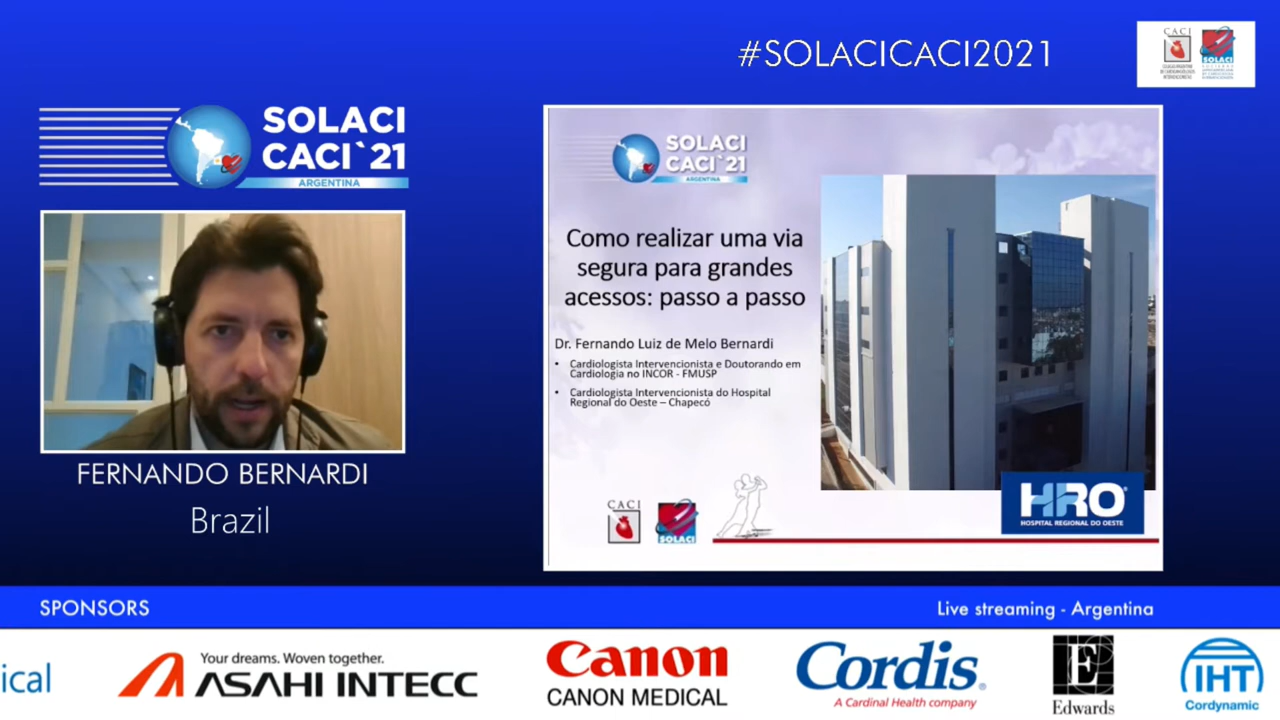 #SOLACICACI2021
CACI
SOLACI
SOLACI
CACI`21
ARGENTINA
FERNANDO BERNARDI
Brazil
SOLACI
CACI`21
ARGENTINA
Como realizar uma via
segura para grandes
acessos: passo a passo
Dr. Fernando Luiz de Melo Bernardi
• Cardiologista Intervencionista e Doutorando em
Cardiologia no INCOR - FMUSP
• Cardiologista Intervencionista do Hospital
Regional do Oeste – Chapecó
CACI
SOLACI
HRO®
HOSPITAL REGIONAL DO OESTE
SPONSORS
Live streaming - Argentina
ical
Your dreams. Woven together.
ASAHI INTECC
Canon
CANON MEDICAL
Cordis®
A Cardinal Health company
E
Edwards
IHT
Cordynamic